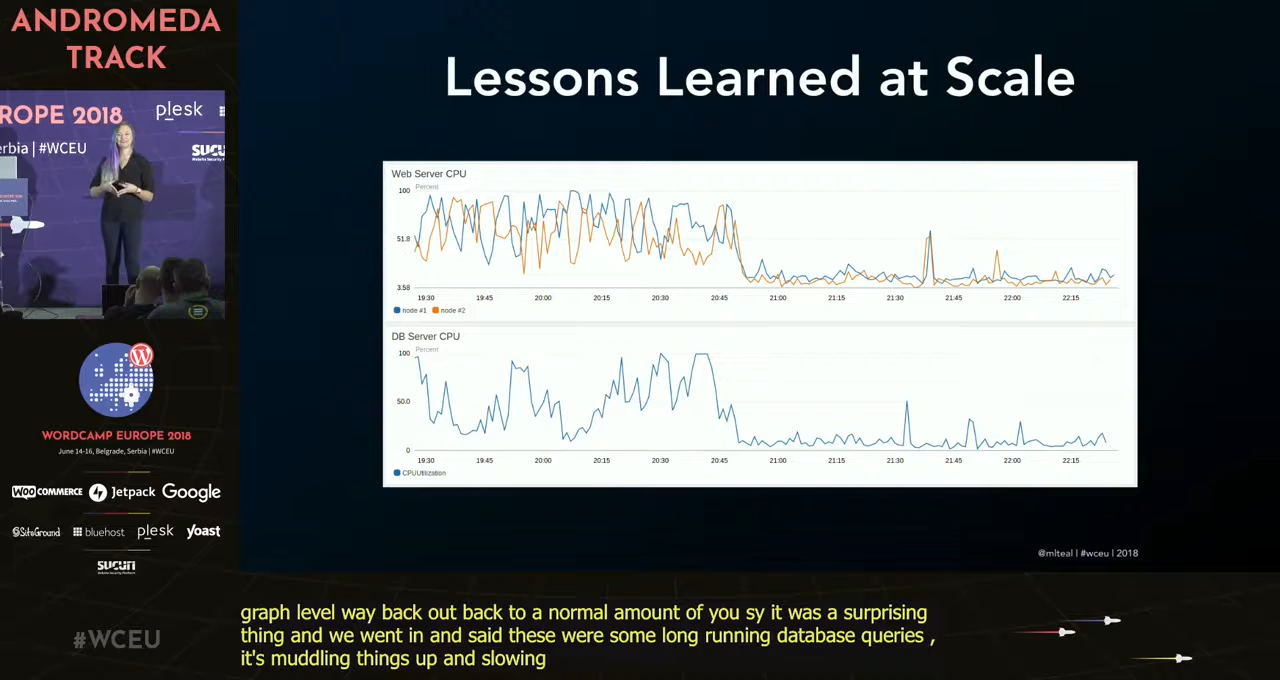 ANDROMEDA
TRACK
ROPE 2018
plesk
erbia | #WCEU
SUCU
WORDCAMP EUROPE 2018
June 14-16, Belgrade, Serbia | #WCEU
WOO COMMERCE Jetpack Google
SiteGround bluehost plesk yoast
SUCURI
#WCEU
Lessons Learned at Scale
Web Server CPU
Percent
100
51.8
3.58
19:30 19:45 20:00 20:15 20:30 20:45 21:00 21:15 21:30 21:45 22:00 22:15
node #1 node #2
DB Server CPU
Percent
100
50.0
0
19:30 19:45 20:00 20:15 20:30 20:45 21:00 21:15 21:30 21:45 22:00 22:15
CPUUtilization
@mlteal | #wceu | 2018
graph level way back out back to a normal amount of you sy it was a surprising
thing and we went in and said these were some long running database queries ,
it's muddling things up and slowing